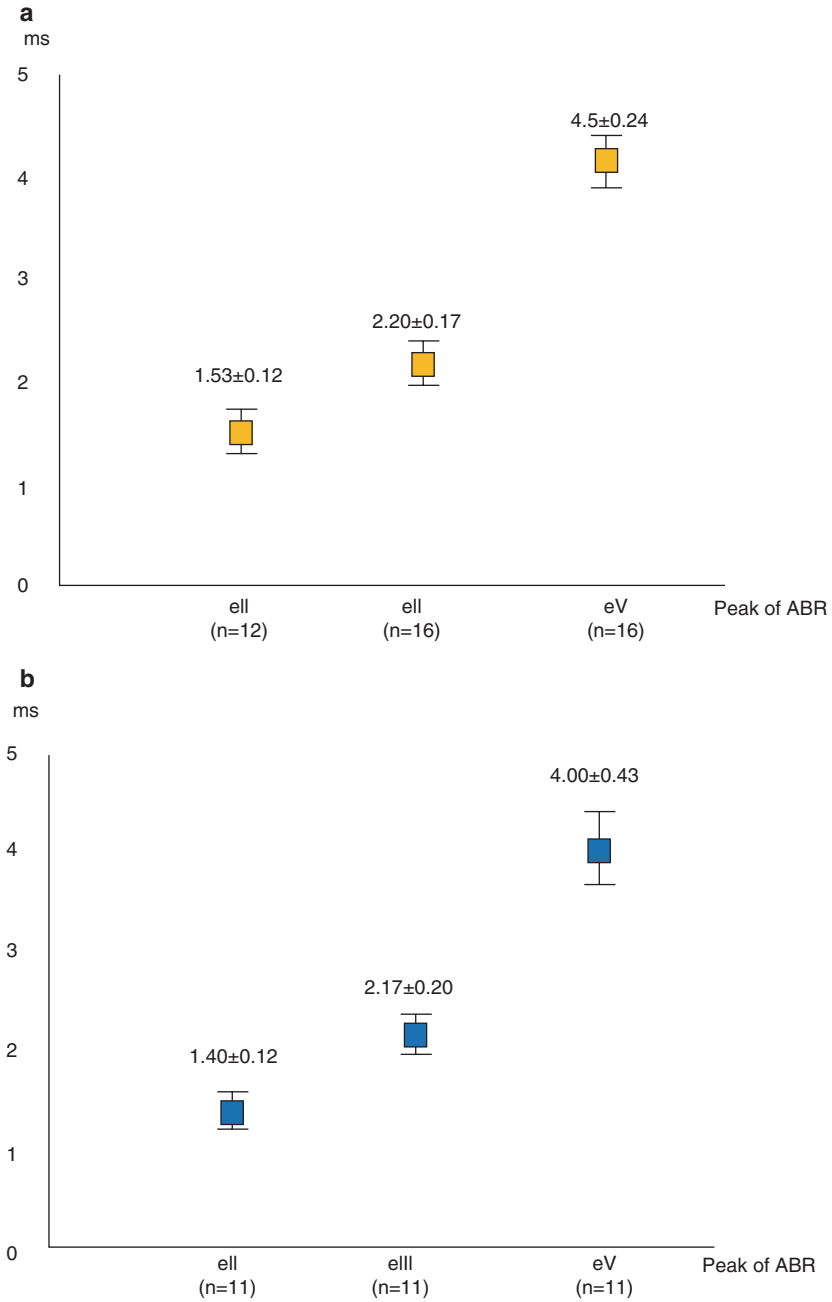 a
ms
5
4.5±0.24
4
3
2.20±0.17
2
1.53±0.12
1
0
eII eII eV Peak of ABR
(n=12) (n=16) (n=16)
b
ms
5
4.00±0.43
4
3
2.17±0.20
2
1.40±0.12
1
0
eII eIII eV Peak of ABR
(n=11) (n=11) (n=11)